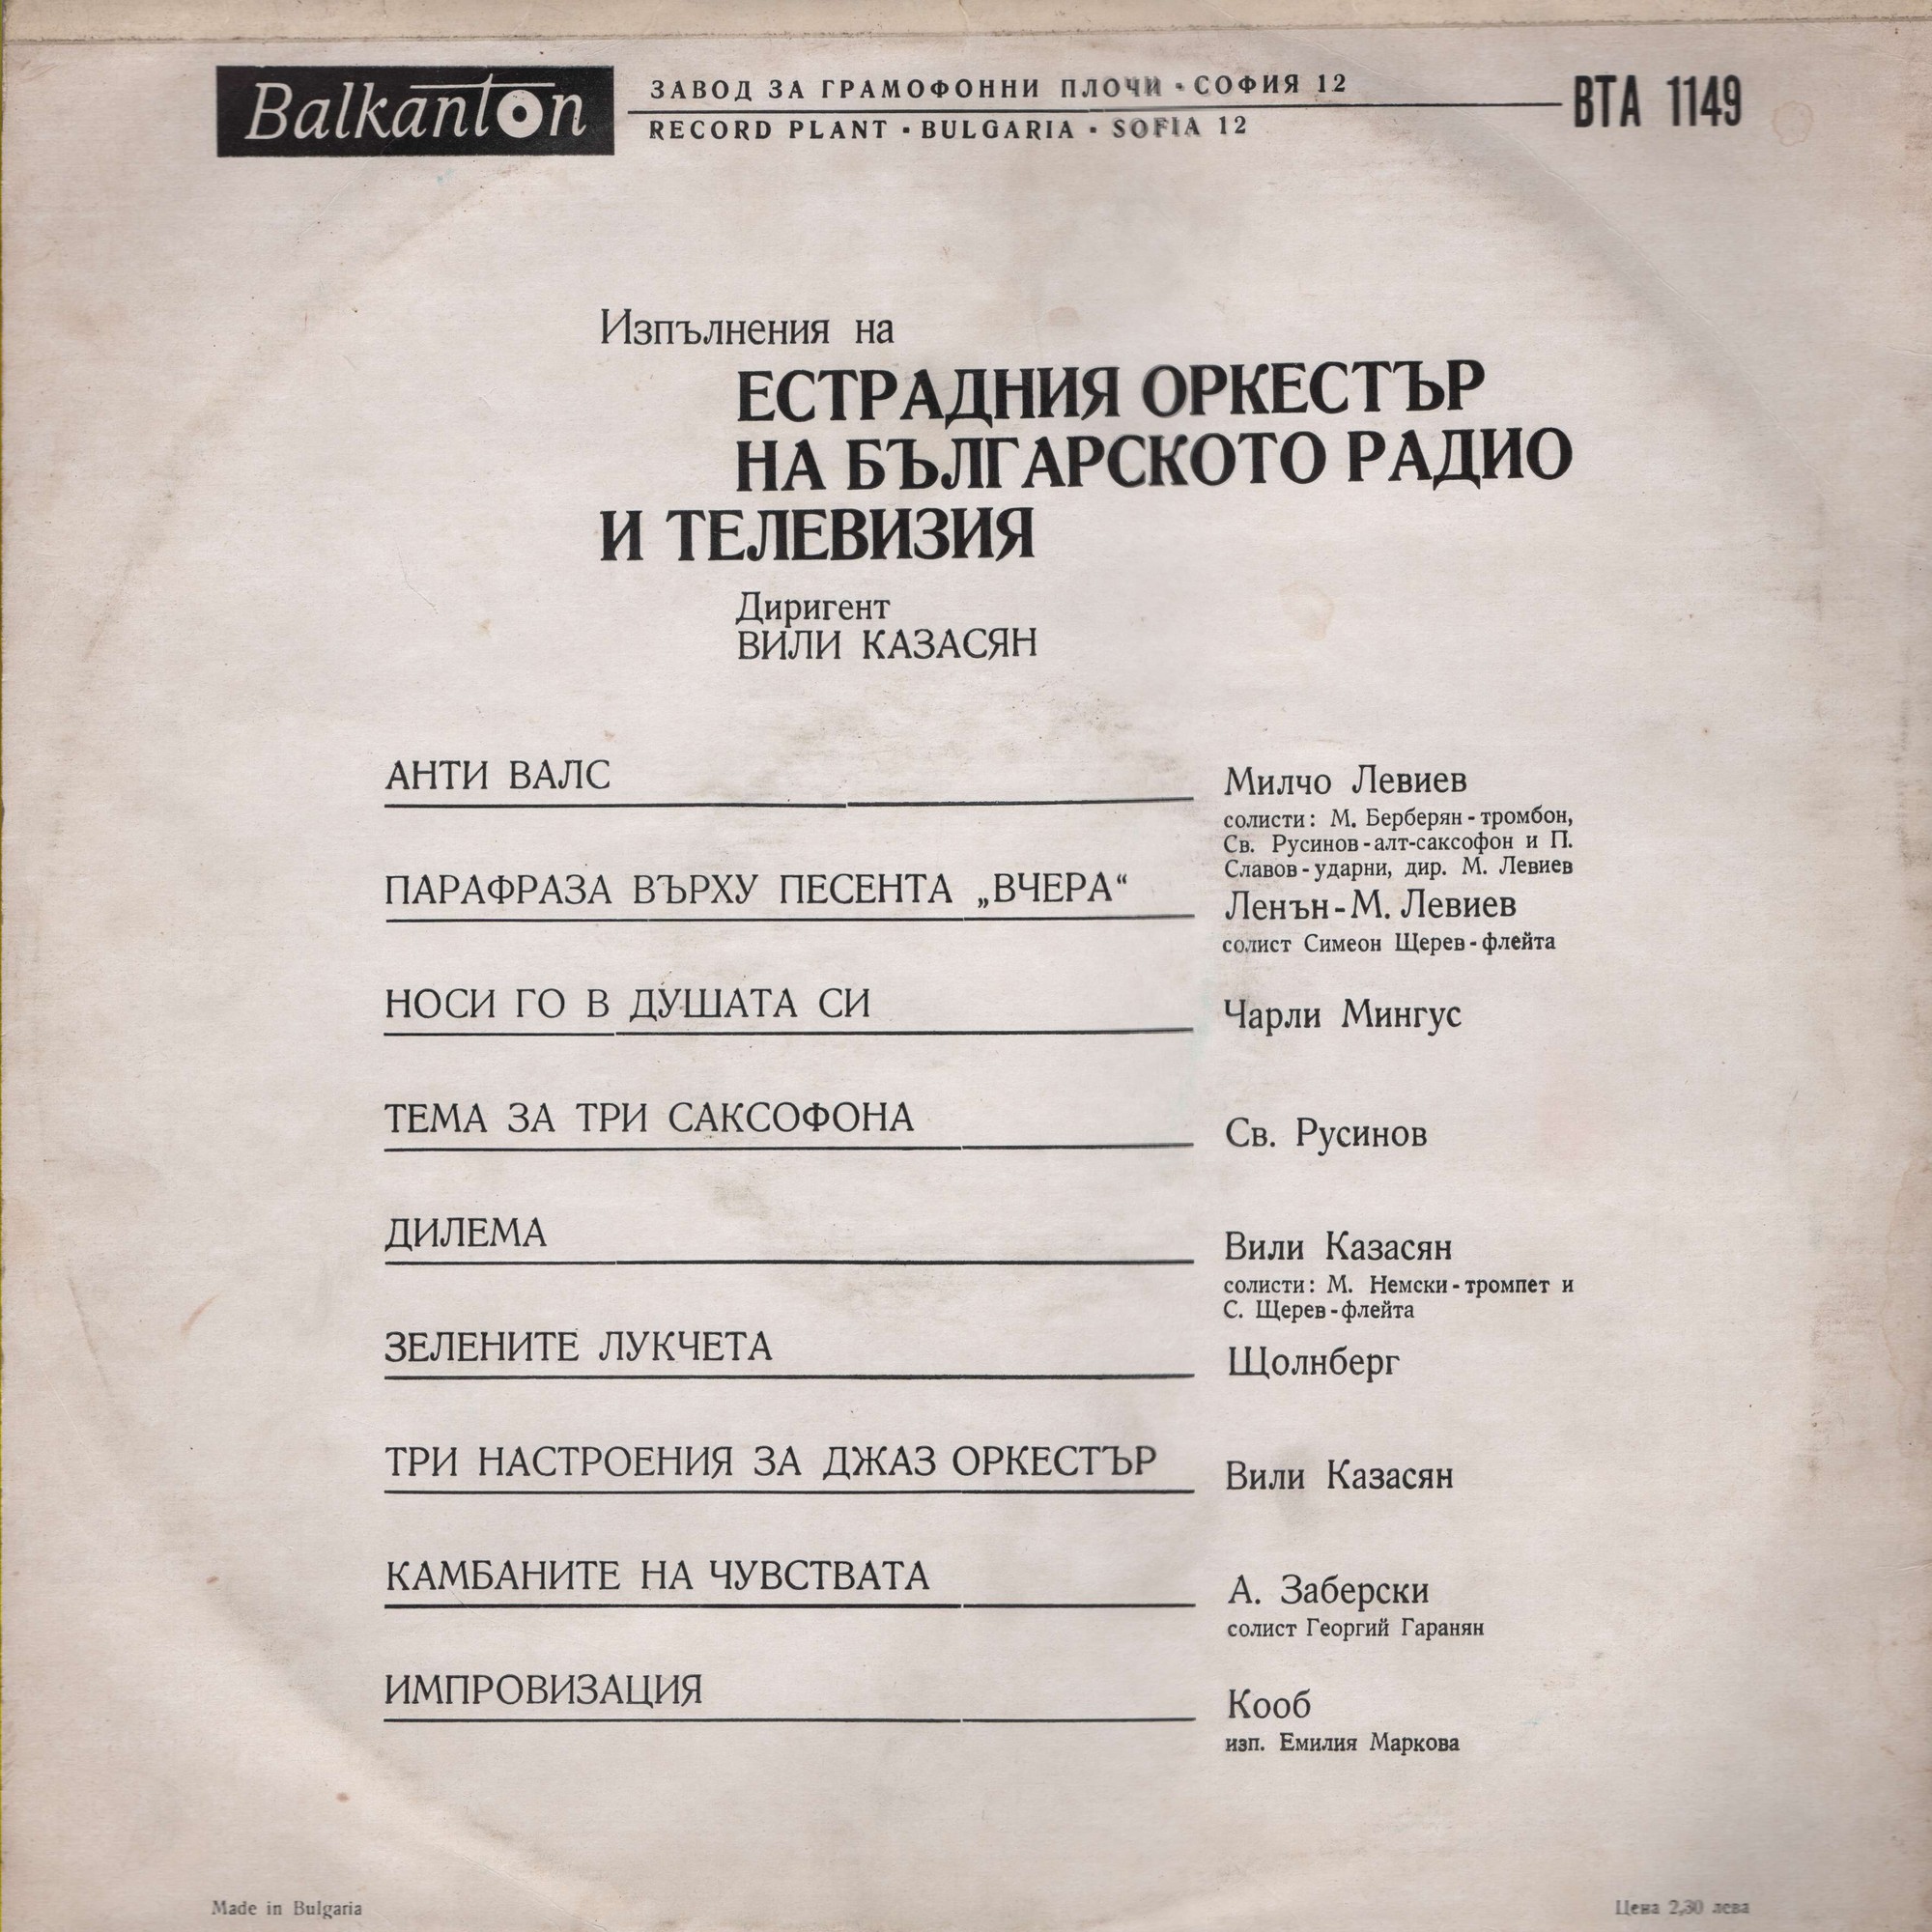 Balkanton
ЗАВОД ЗА ГРАМОФОННИ ПЛОЧИ · СОФИЯ 12
RECORD PLANT · BULGARIA · SOFIA 12
ВТА 1149
Изпълнения на
ЕСТРАДНИЯ ОРКЕСТЪР
НА БЪЛГАРСКОТО РАДИО
И ТЕЛЕВИЗИЯ
Диригент
ВИЛИ КАЗАСЯН
АНТИ ВАЛС
Милчо Левиев
солисти: М. Берберян - тромбон,
Св. Русинов - алт-саксофон и П.
Славов - ударни, дир. М. Левиев
ПАРАФРАЗА ВЪРХУ ПЕСЕНТА „ВЧЕРА“
Ленън - М. Левиев
солист Симеон Щерев - флейта
НОСИ ГО В ДУШАТА СИ
Чарли Мингус
ТЕМА ЗА ТРИ САКСОФОНА
Св. Русинов
ДИЛЕМА
Вили Казасян
солисти: М. Немски - тромпет и
С. Щерев - флейта
ЗЕЛЕНИТЕ ЛУКЧЕТА
Щолнберг
ТРИ НАСТРОЕНИЯ ЗА ДЖАЗ ОРКЕСТЪР
Вили Казасян
КАМБАНИТЕ НА ЧУВСТВАТА
А. Заберски
солист Георгий Гаранян
ИМПРОВИЗАЦИЯ
Кооб
изп. Емилия Маркова
Made in Bulgaria
Цена 2,30 лева